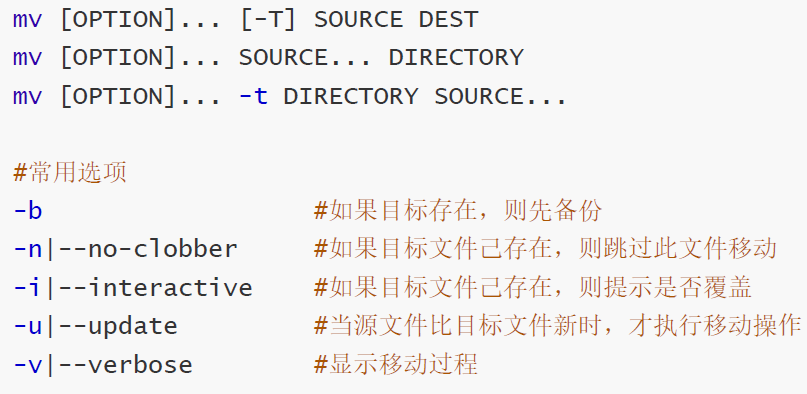 mv [OPTION]... [-T] SOURCE DEST
mv [OPTION]... SOURCE... DIRECTORY
mv [OPTION]... -t DIRECTORY SOURCE...

#常用选项
-b #如果目标存在，则先备份
-n|--no-clobber #如果目标文件己存在，则跳过此文件移动
-i|--interactive #如果目标文件己存在，则提示是否覆盖
-u|--update #当源文件比目标文件新时，才执行移动操作
-v|--verbose #显示移动过程